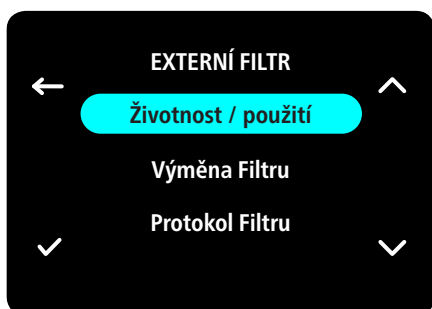 EXTERNÍ FILTR
Životnost / použití
Výměna Filtru
Protokol Filtru